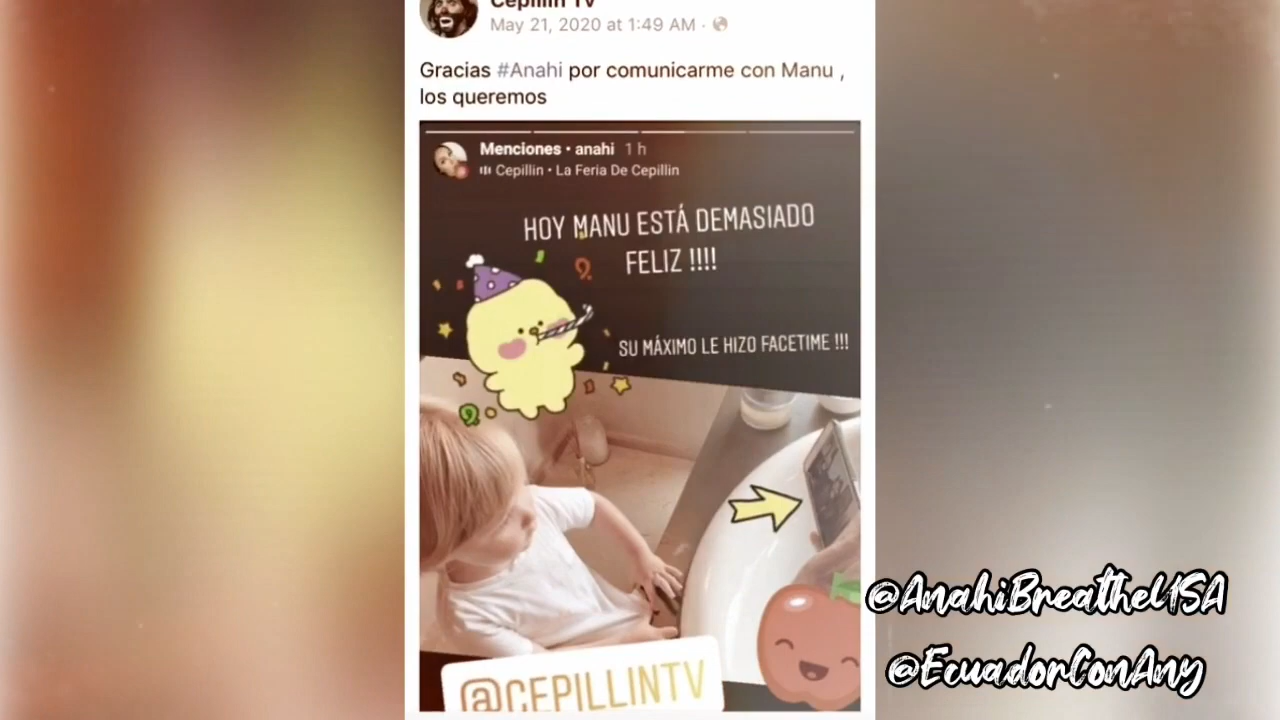 Cepillin TV
May 21, 2020 at 1:49 AM ·
Gracias #Anahi por comunicarme con Manu ,
los queremos
Menciones • anahi 1 h
Cepillin • La Feria De Cepillin
HOY MANU ESTÁ DEMASIADO
FELIZ !!!!
SU MÁXIMO LE HIZO FACETIME !!!
@CEPILLINTV
@AnahiBreatheUSA
@EcuadorConAny